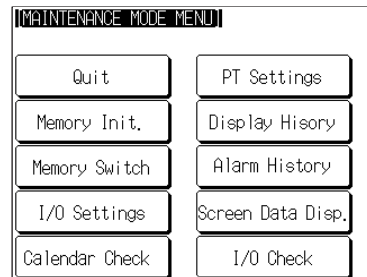 [MAINTENANCE MODE MENU]
Quit
PT Settings
Memory Init.
Display Hisory
Memory Switch
Alarm History
I/O Settings
Screen Data Disp.
Calendar Check
I/O Check